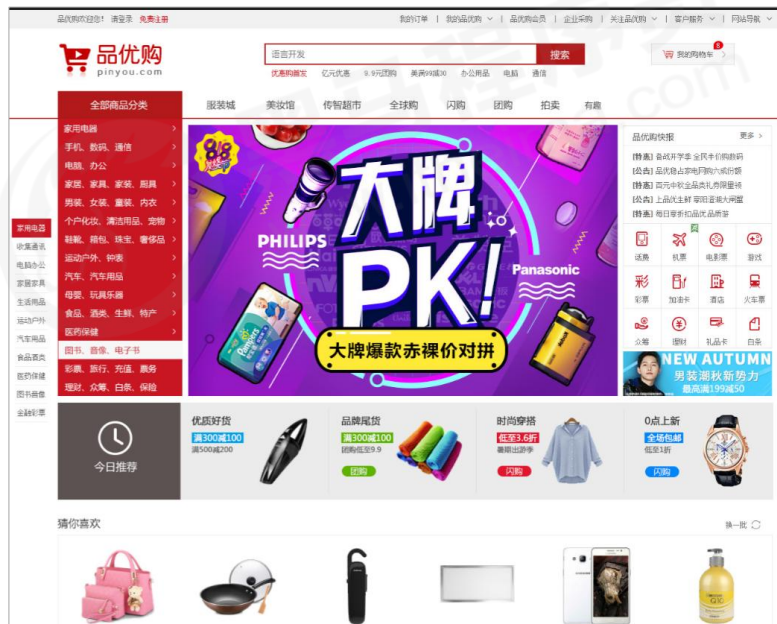 品优购欢迎您! 请登录 免费注册
我的订单 | 我的品优购 | 品优购会员 | 企业采购 | 关注品优购 | 客户服务 | 网站导航
品优购
pinyou.com
语言开发
搜索
我的购物车
8
优惠购首发 亿元优惠 9.9元团购 美满99减30 办公用品 电脑 通信
全部商品分类
服装城 美妆馆 传智超市 全球购 闪购 团购 拍卖 有趣
家用电器
手机、数码、通信
电脑、办公
家居、家具、家装、厨具
男装、女装、童装、内衣
个户化妆、清洁用品、宠物
鞋靴、箱包、珠宝、奢侈品
运动户外、钟表
汽车、汽车用品
母婴、玩具乐器
食品、酒类、生鲜、特产
医药保健
图书、音像、电子书
彩票、旅行、充值、票务
理财、众筹、白条、保险
家用电器
收集通讯
电脑办公
家居家具
生活用品
运动户外
汽车用品
食品酒类
医药保健
图书音像
金融彩票
大牌
PK!
PHILIPS
Panasonic
Pampers
大牌爆款赤裸价对拼
品优购快报
更多
[特惠] 备战开学季 全民半价购数码
[公告] 品优稳占家电网购六成份额
[特惠] 百元中秋全品类礼券限量领
[公告] 上品优生鲜 享阳澄湖大闸蟹
[特惠] 每日享折扣品优品质游
话费 机票 电影票 游戏
彩票 加油卡 酒店 火车票
众筹 理财 礼品卡 白条
NEW AUTUMN
男装潮秋新势力
最高满199减50
今日推荐
优质好货
满300减100
满500减200
品牌尾货
满300减100
团购低至9.9
团购
时尚穿搭
低至3.6折
暑期出游季
闪购
0点上新
全场包邮
低至1折
闪购
猜你喜欢
换一批